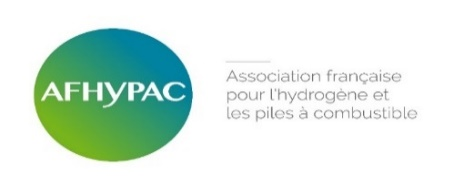 AFHYPAC
Association française
pour l'hydrogène et
les piles à combustible